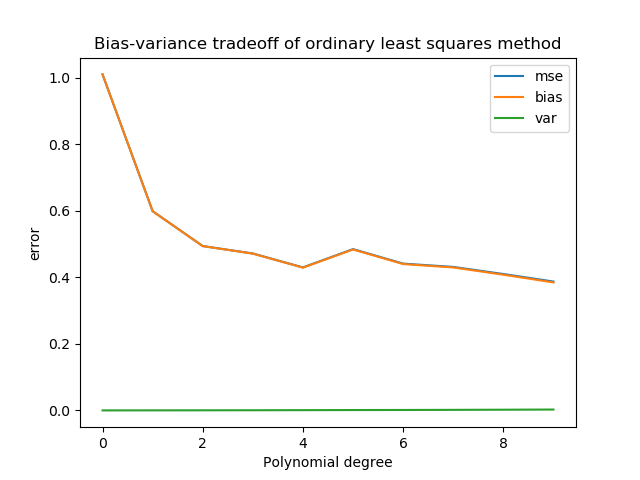 Bias-variance tradeoff of ordinary least squares method
mse
bias
var
1.0
0.8
0.6
0.4
0.2
0.0
error
0 2 4 6 8
Polynomial degree